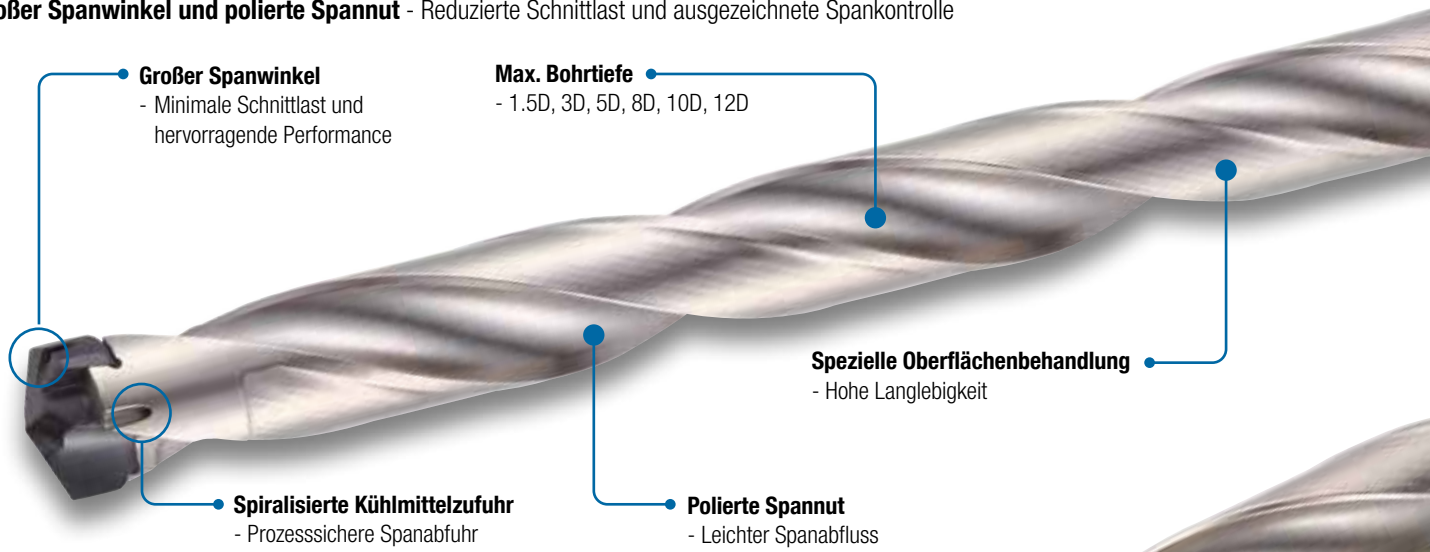 oßer Spanwinkel und polierte Spannut - Reduzierte Schnittlast und ausgezeichnete Spankontrolle
Großer Spanwinkel
- Minimale Schnittlast und
hervorragende Performance
Max. Bohrtiefe
- 1.5D, 3D, 5D, 8D, 10D, 12D
Spezielle Oberflächenbehandlung
- Hohe Langlebigkeit
Spiralisierte Kühlmittelzufuhr
- Prozesssichere Spanabfuhr
Polierte Spannut
- Leichter Spanabfluss